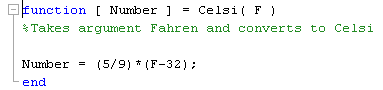 function [ Number ] = Celsi( F )
%Takes argument Fahren and converts to Celsi
Number = (5/9)*(F-32);
end